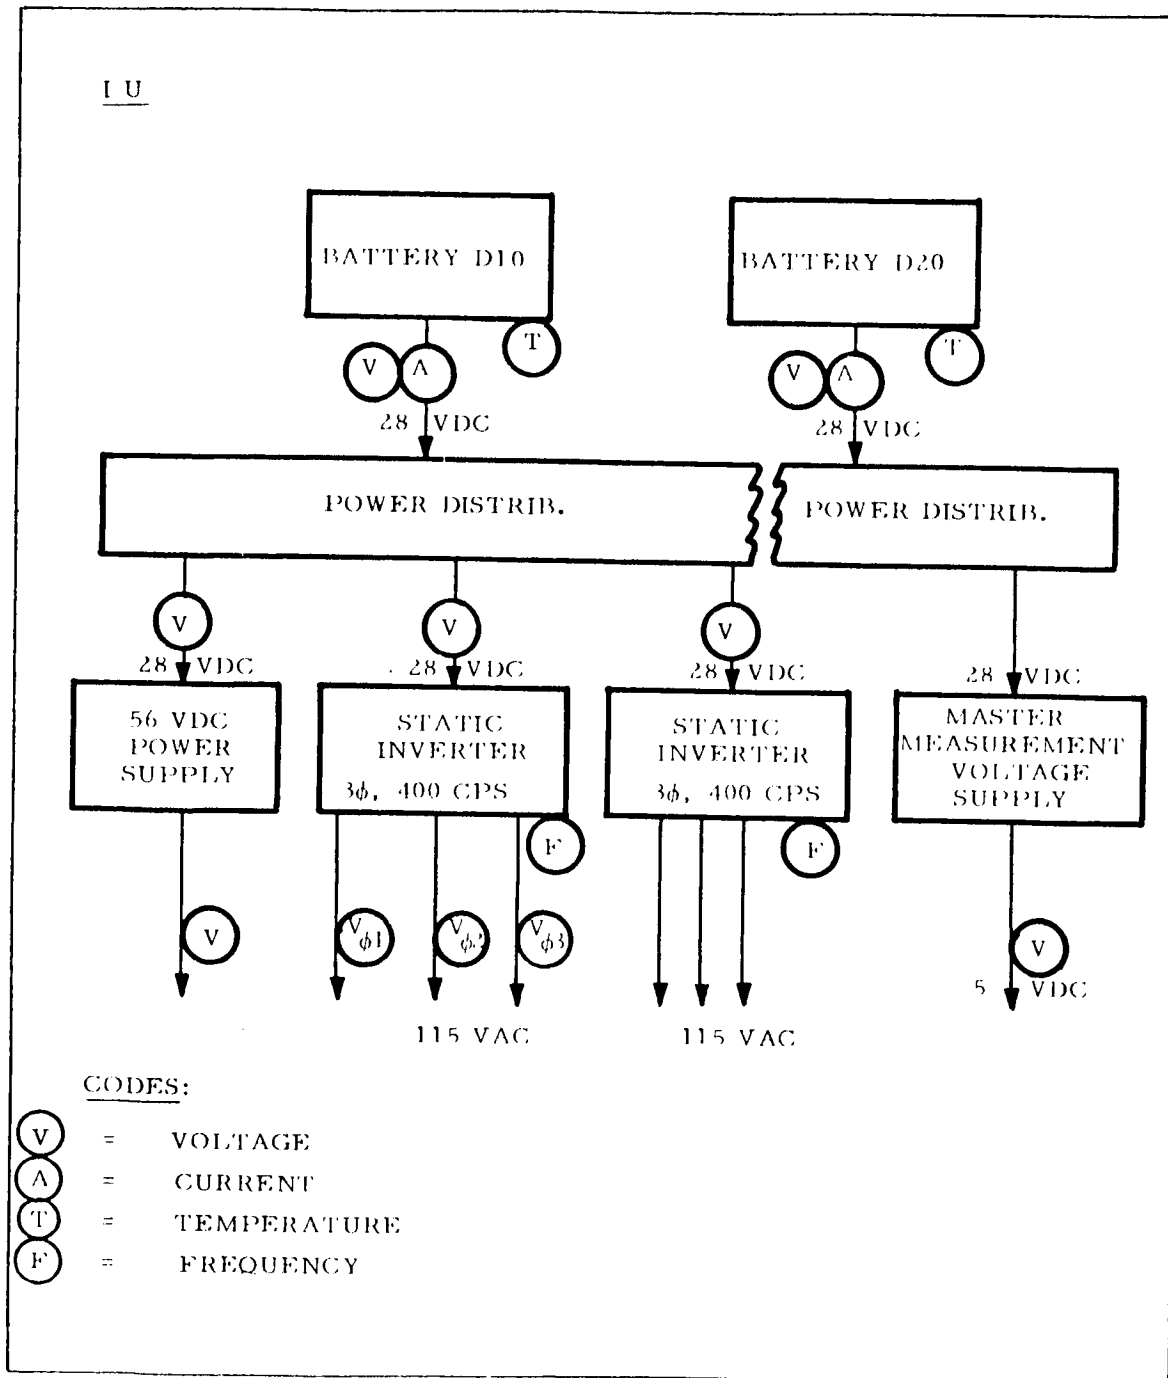 I U
BATTERY D10
BATTERY D20
T
T
V A
V A
28 VDC
28 VDC
POWER DISTRIB.
POWER DISTRIB.
V
V
V
28 VDC
28 VDC
28 VDC
28 VDC
56 VDC
POWER
SUPPLY
STATIC
INVERTER
3ϕ, 400 CPS
STATIC
INVERTER
3ϕ, 400 CPS
MASTER
MEASUREMENT
VOLTAGE
SUPPLY
F
F
V
Vϕ1
Vϕ2
Vϕ3
V
5 VDC
115 VAC
115 VAC
CODES:
V = VOLTAGE
A = CURRENT
T = TEMPERATURE
F = FREQUENCY